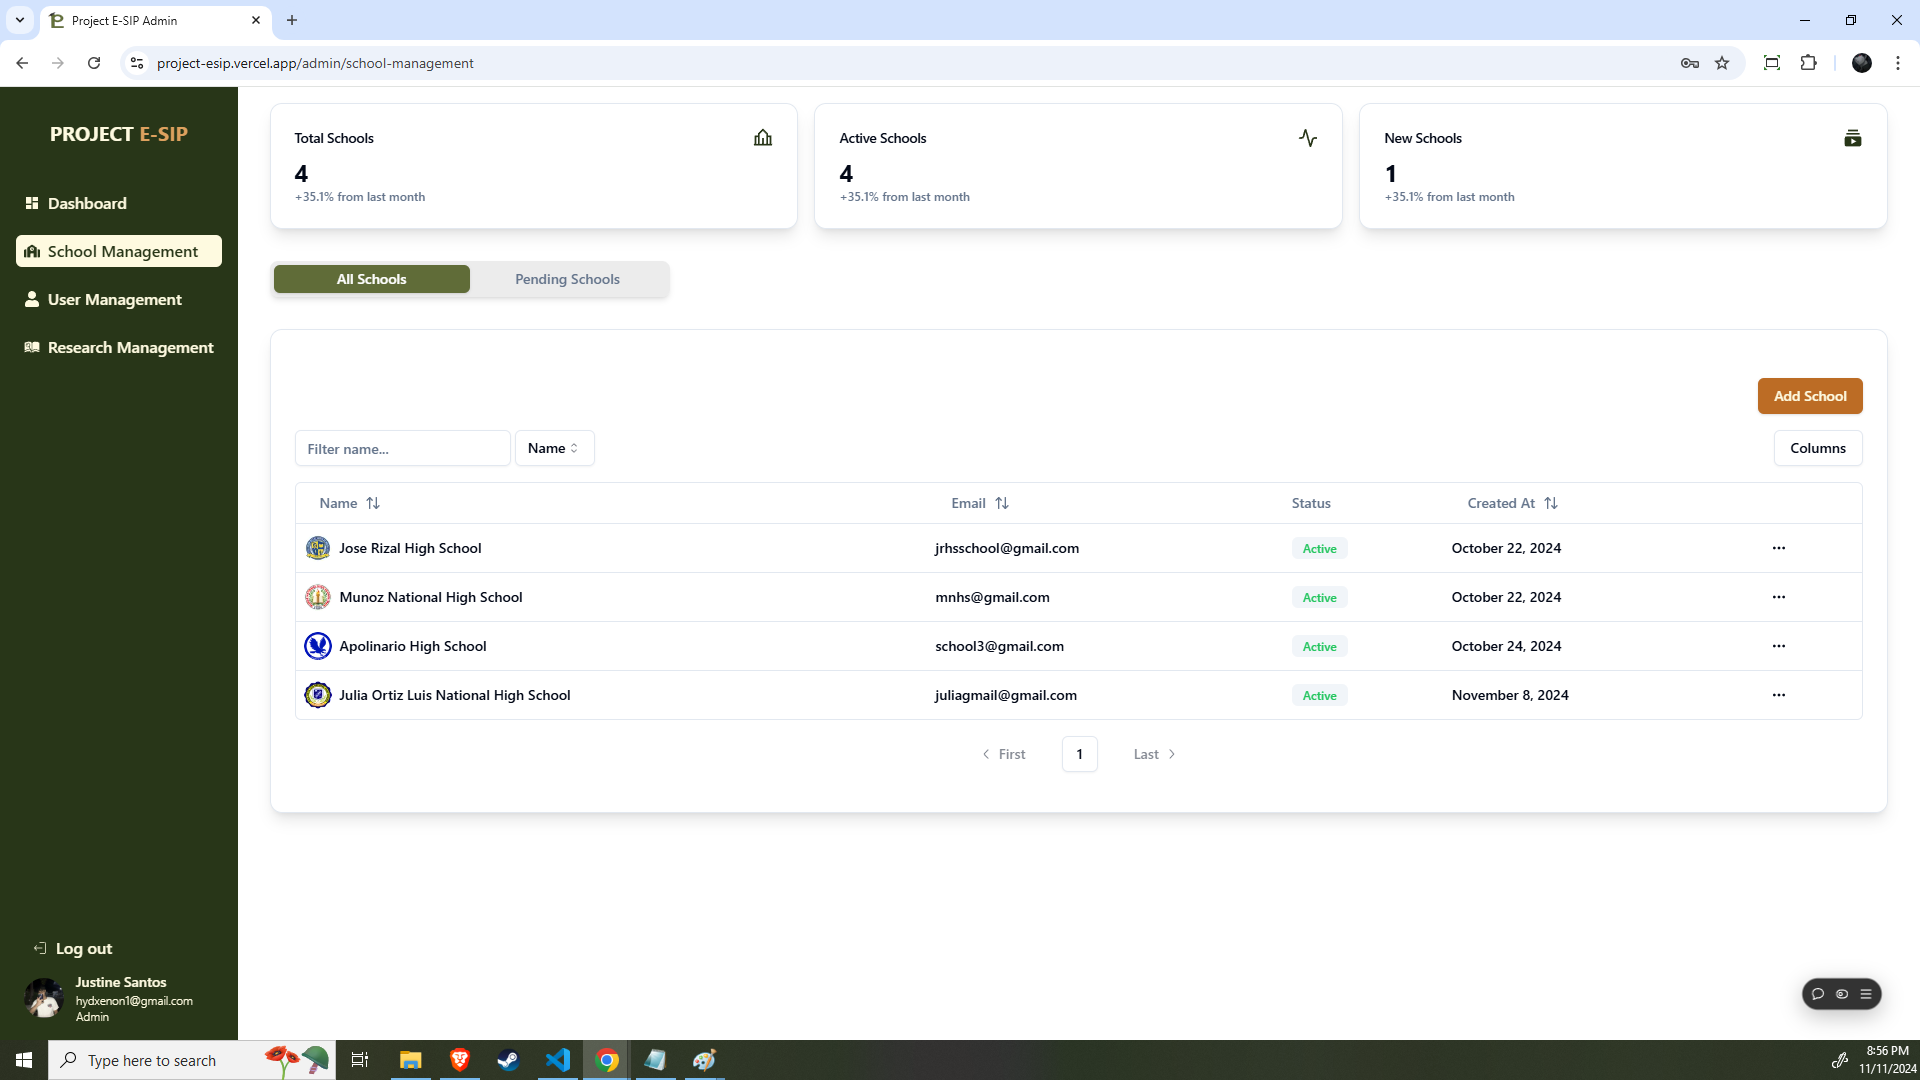 Project E-SIP Admin
project-esip.vercel.app/admin/school-management
PROJECT E-SIP
Dashboard
School Management
User Management
Research Management
Log out
Justine Santos
hydxenon1@gmail.com
Admin
Total Schools
4
+35.1% from last month
Active Schools
4
+35.1% from last month
New Schools
1
+35.1% from last month
All Schools Pending Schools
Add School
Filter name... Name Columns
Name Email Status Created At
Jose Rizal High School jrhsschool@gmail.com Active October 22, 2024
Munoz National High School mnhs@gmail.com Active October 22, 2024
Apolinario High School school3@gmail.com Active October 24, 2024
Julia Ortiz Luis National High School juliagmail@gmail.com Active November 8, 2024
First 1 Last
Type here to search
8:56 PM
11/11/2024